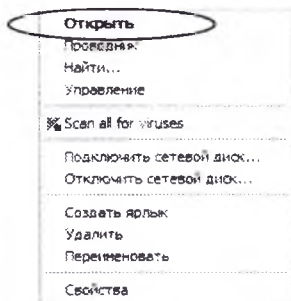 Открыть
Проводник
Найти...
Управление
Scan all for viruses
Подключить сетевой диск...
Отключить сетевой диск...
Создать ярлык
Удалить
Переименовать
Свойства